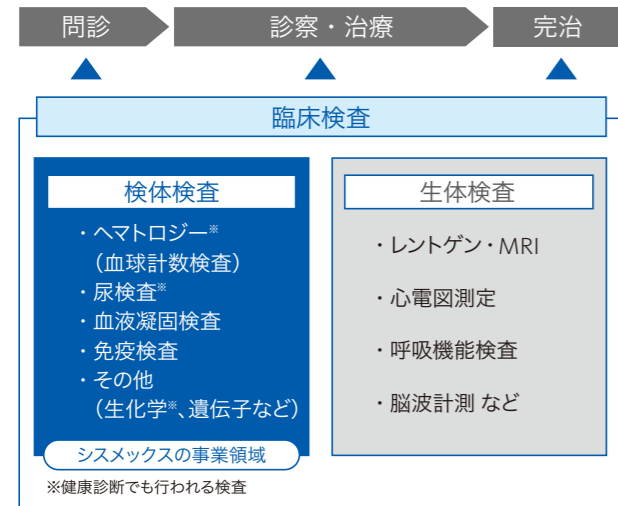 問診
診察・治療
完治
臨床検査
検体検査
・ヘマトロジー※
（血球計数検査）
・尿検査※
・血液凝固検査
・免疫検査
・その他
（生化学※、遺伝子など）
シスメックスの事業領域
※健康診断でも行われる検査
生体検査
・レントゲン・MRI
・心電図測定
・呼吸機能検査
・脳波計測 など